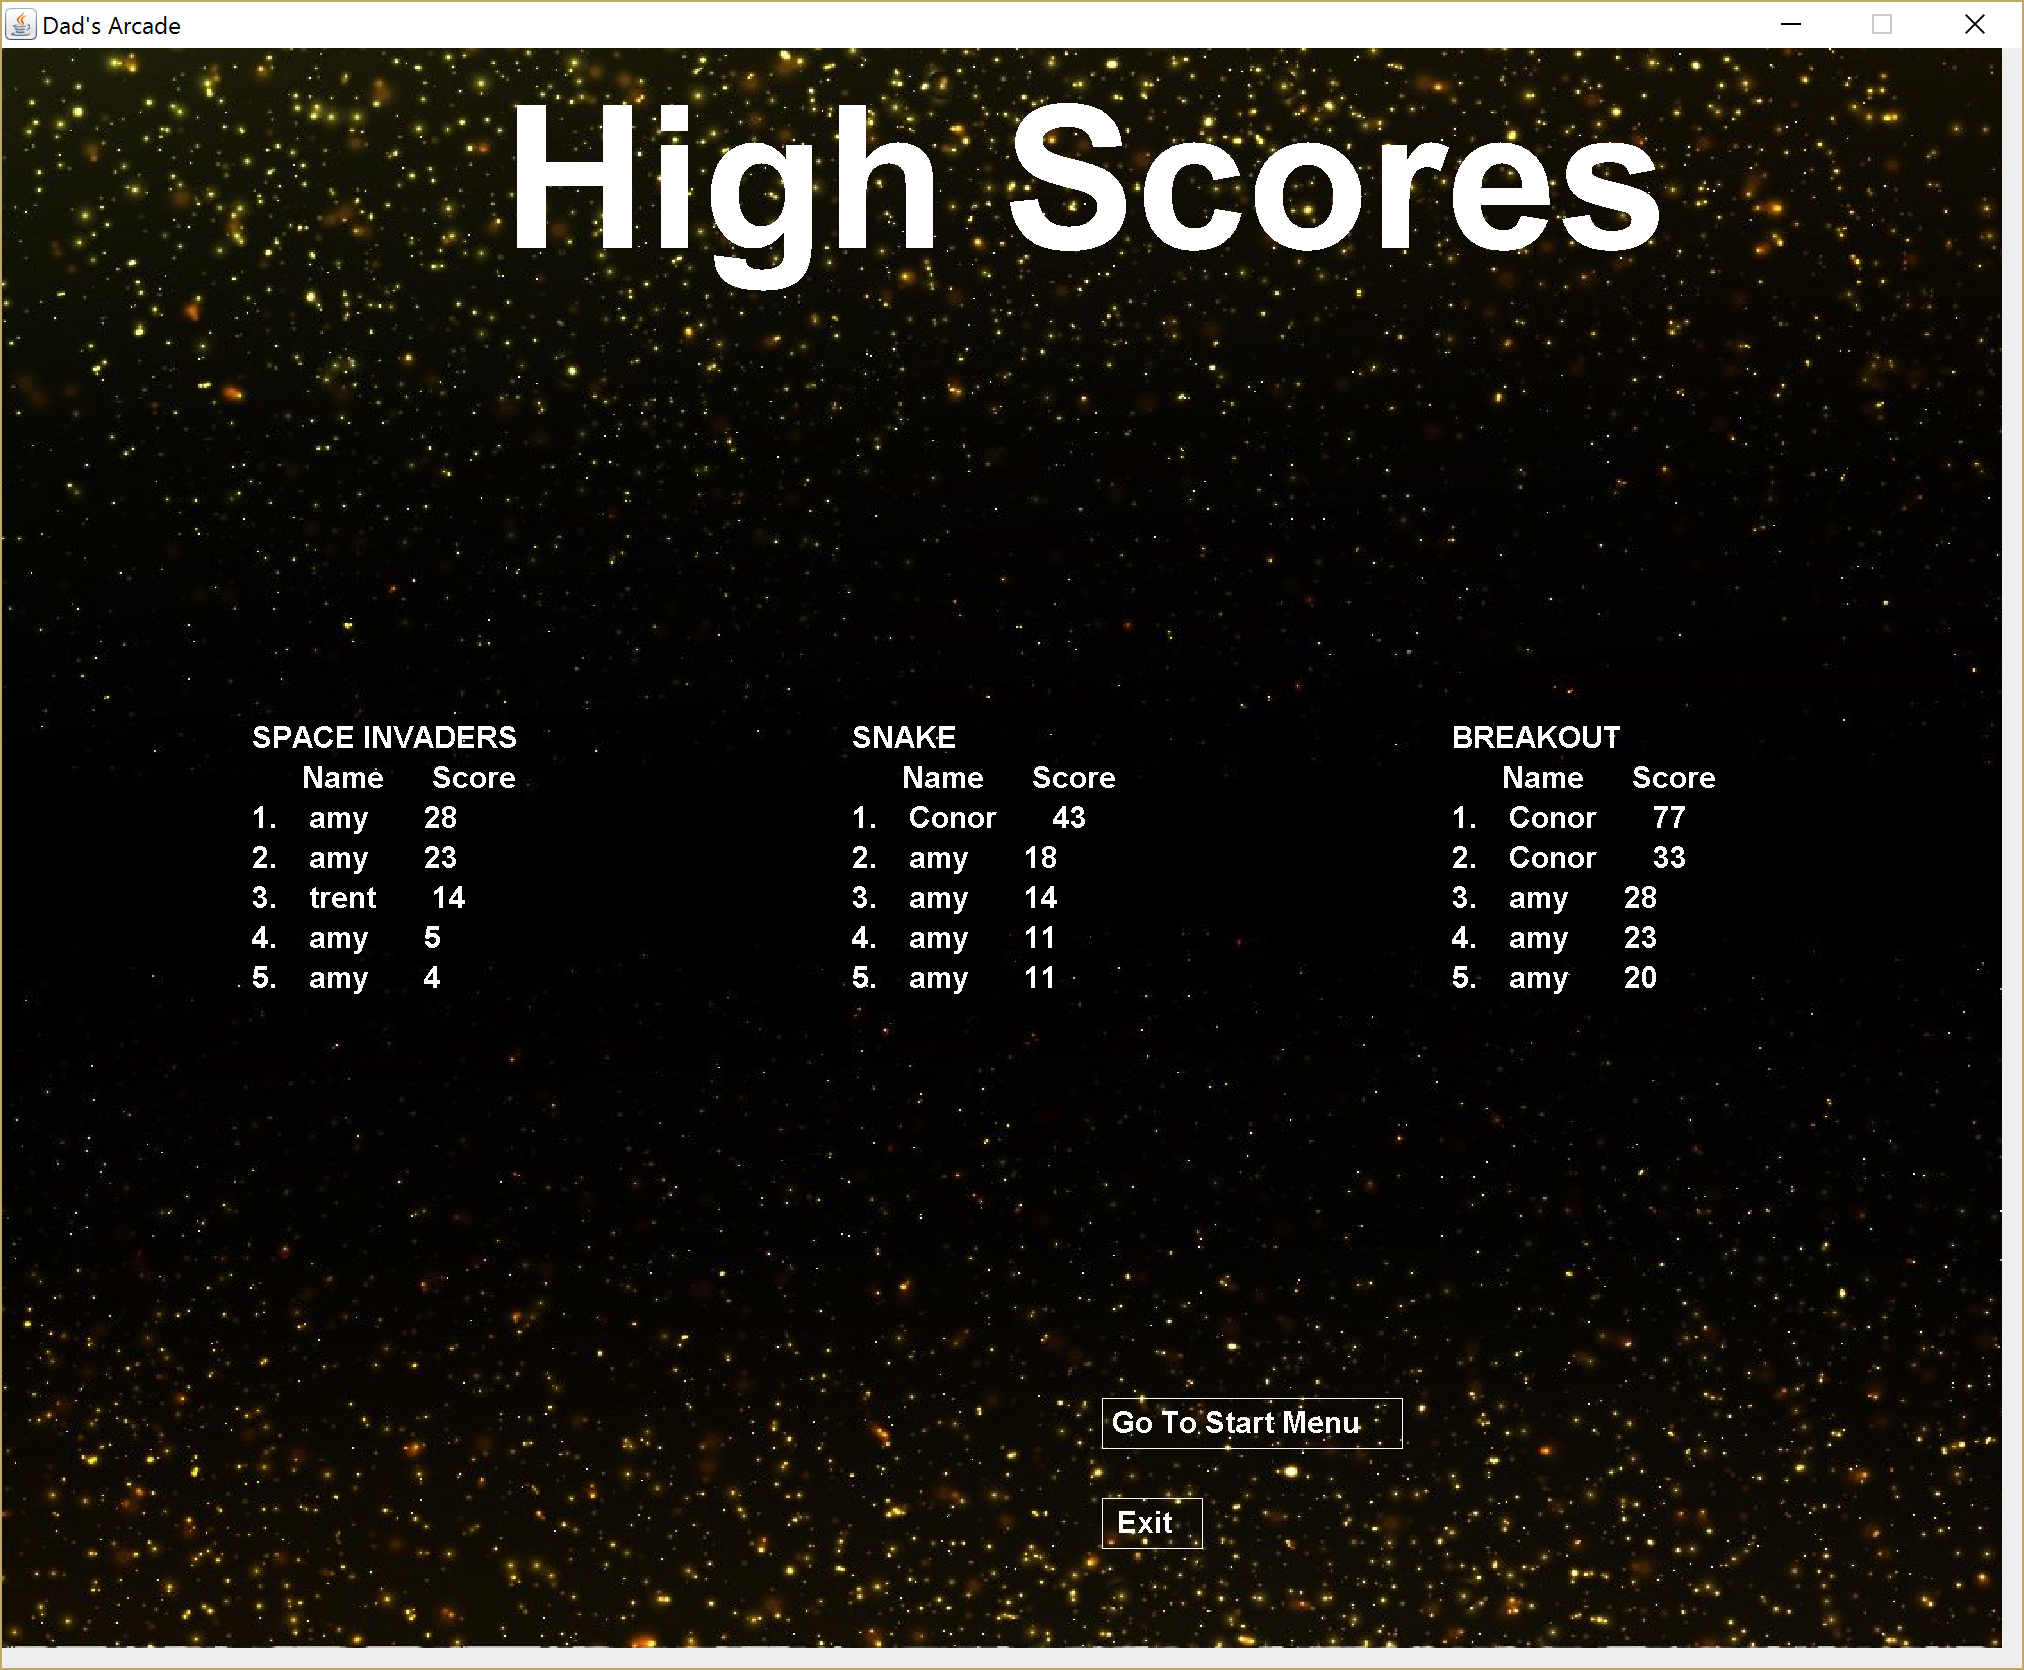 Dad's Arcade
High Scores
SPACE INVADERS
Name Score
1. amy 28
2. amy 23
3. trent 14
4. amy 5
5. amy 4
SNAKE
Name Score
1. Conor 43
2. amy 18
3. amy 14
4. amy 11
5. amy 11
BREAKOUT
Name Score
1. Conor 77
2. Conor 33
3. amy 28
4. amy 23
5. amy 20
Go To Start Menu
Exit